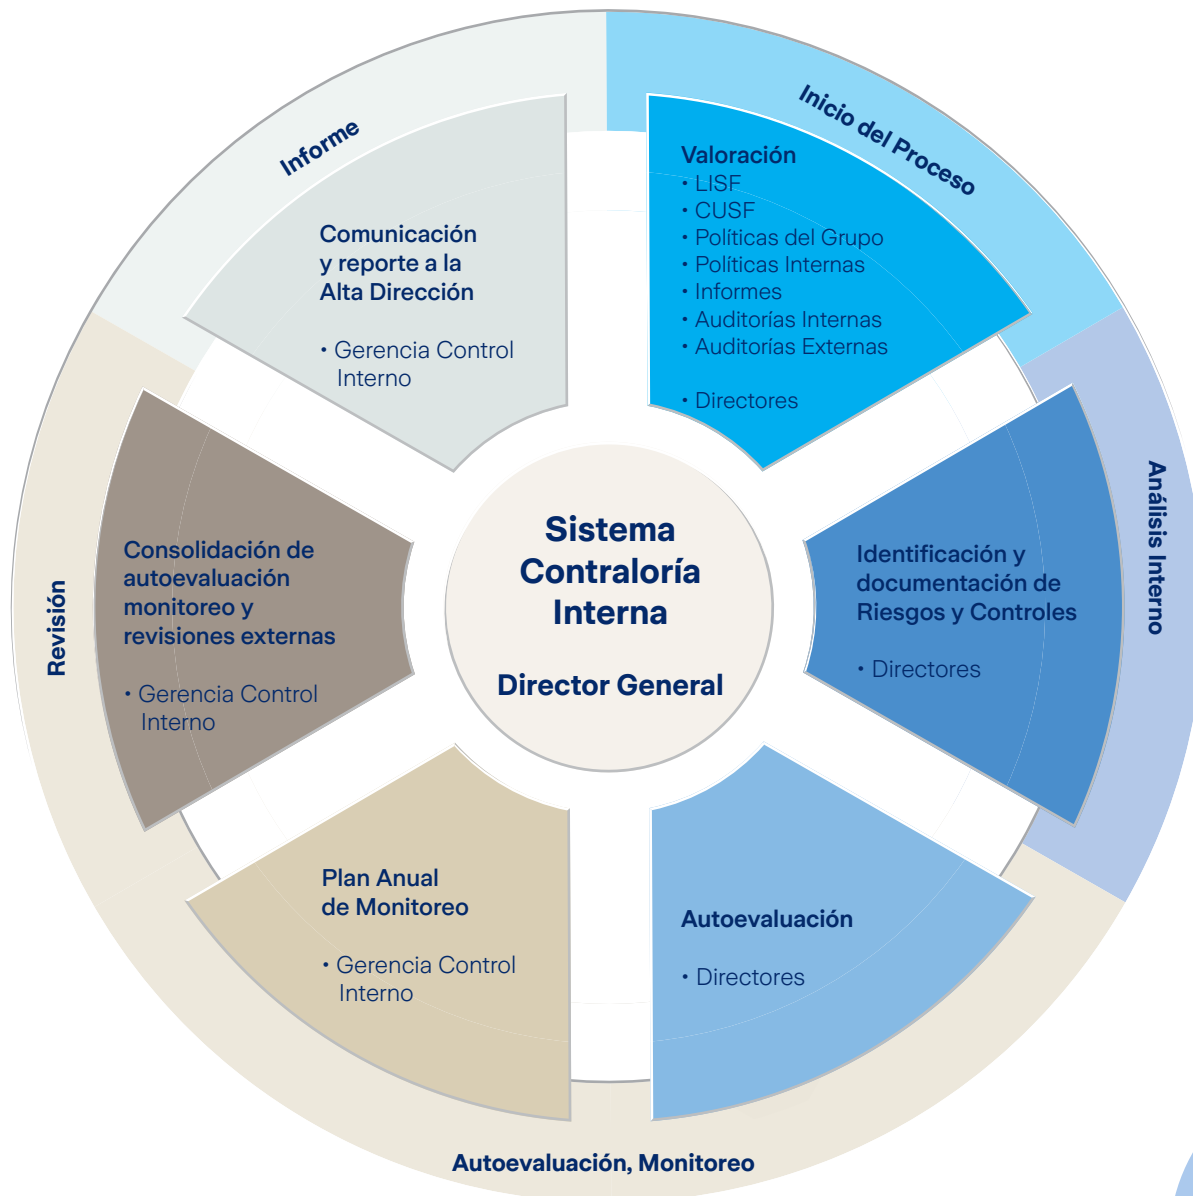 Inicio del Proceso
Valoración
• LISF
• CUSF
• Políticas del Grupo
• Políticas Internas
• Informes
• Auditorías Internas
• Auditorías Externas
• Directores
Análisis Interno
Identificación y
documentación de
Riesgos y Controles
• Directores
Autoevaluación
• Directores
Autoevaluación, Monitoreo
Plan Anual
de Monitoreo
• Gerencia Control
Interno
Revisión
Consolidación de
autoevaluación
monitoreo y
revisiones externas
• Gerencia Control
Interno
Informe
Comunicación
y reporte a la
Alta Dirección
• Gerencia Control
Interno
Sistema
Contraloría
Interna
Director General